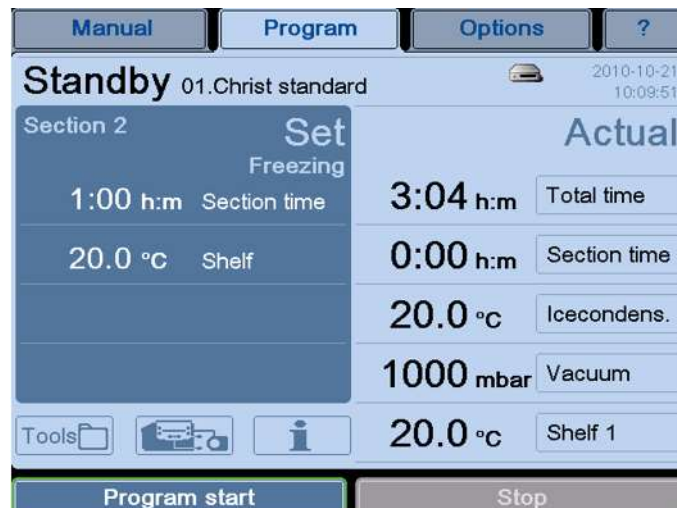 Manual Program Options ?
Standby 01.Christ standard 2010-10-21
10:09:51
Section 2 Set Actual
Freezing
1:00 h:m Section time
3:04 h:m Total time
20.0 °C Shelf
0:00 h:m Section time
20.0 °C Icecondens.
1000 mbar Vacuum
20.0 °C Shelf 1
Tools i
Program start Stop